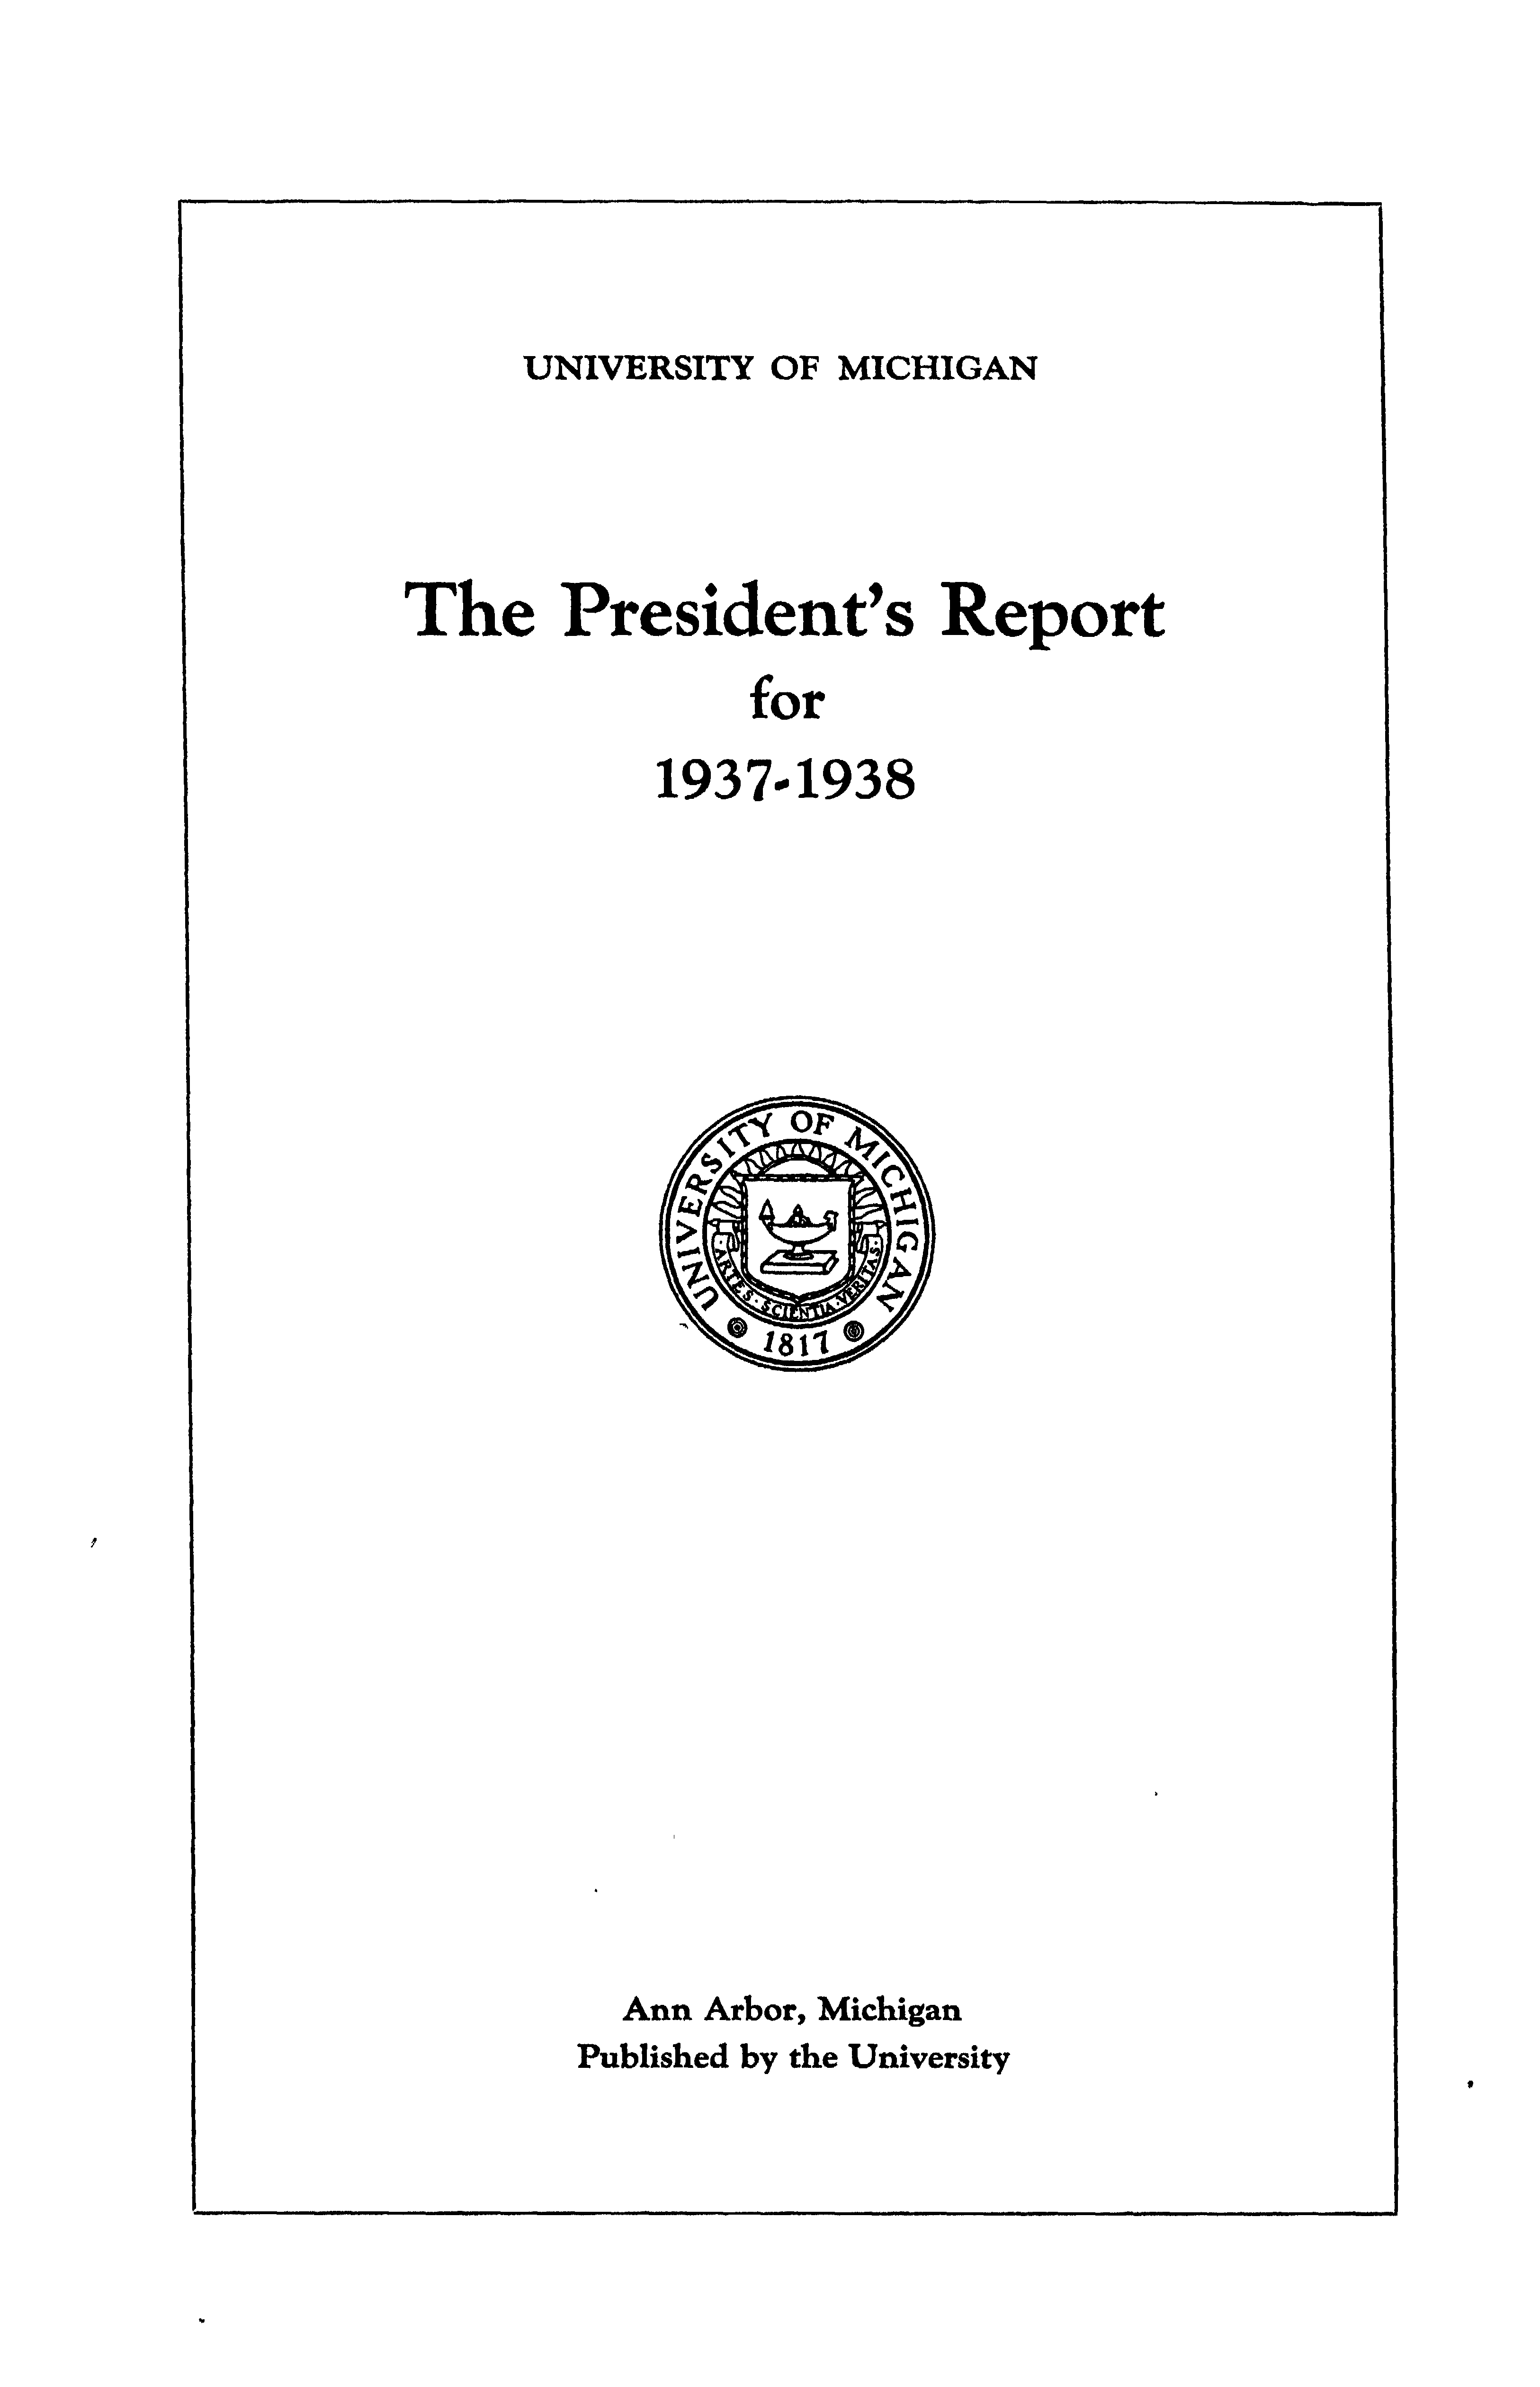 UNIVERSITY OF MICHIGAN
The President's Report
for
1937-1938
UNIVERSITY OF MICHIGAN
ARTES · SCIENTIA · VERITAS
1817
Ann Arbor, Michigan
Published by the University